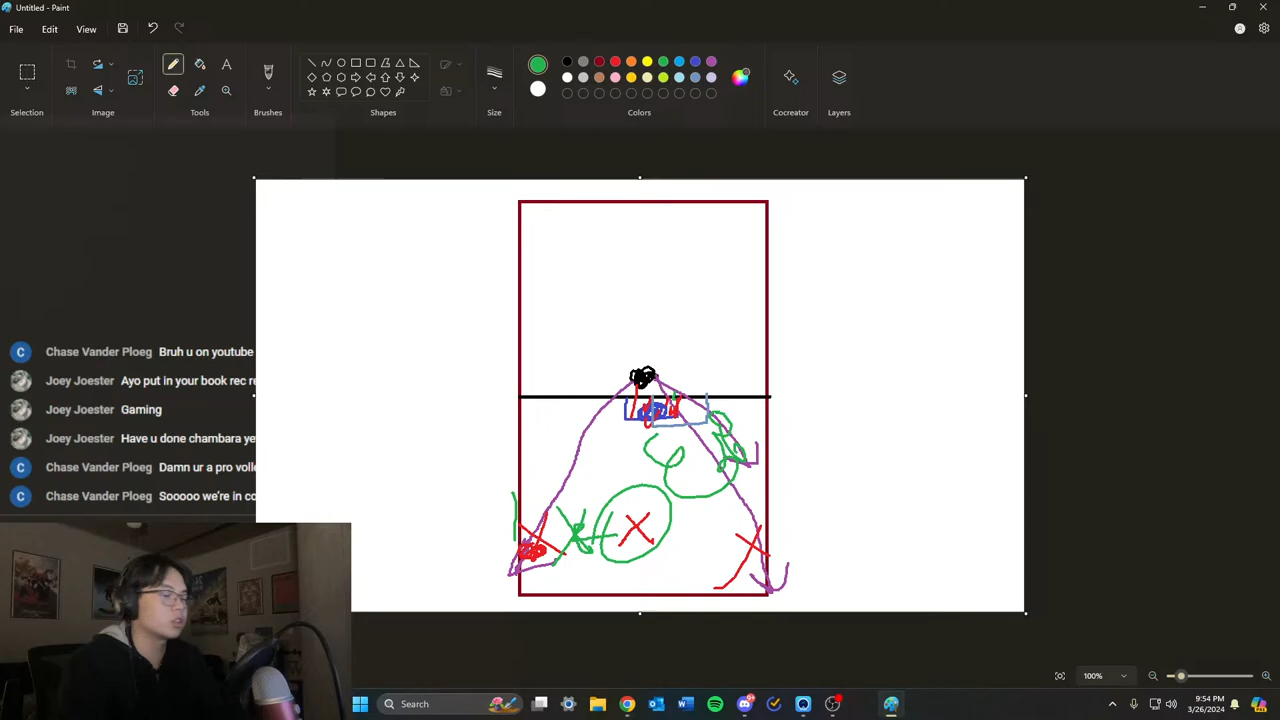 Untitled - Paint
File Edit View
Selection Image Tools Brushes Shapes Size Colors Cocreator Layers
Chase Vander Ploeg Bruh u on youtube
Joey Joester Ayo put in your book rec re
Joey Joester Gaming
Joey Joester Have u done chambara ye
Chase Vander Ploeg Damn ur a pro volle
Chase Vander Ploeg Sooooo we're in co
100%
Search
9:54 PM
3/26/2024